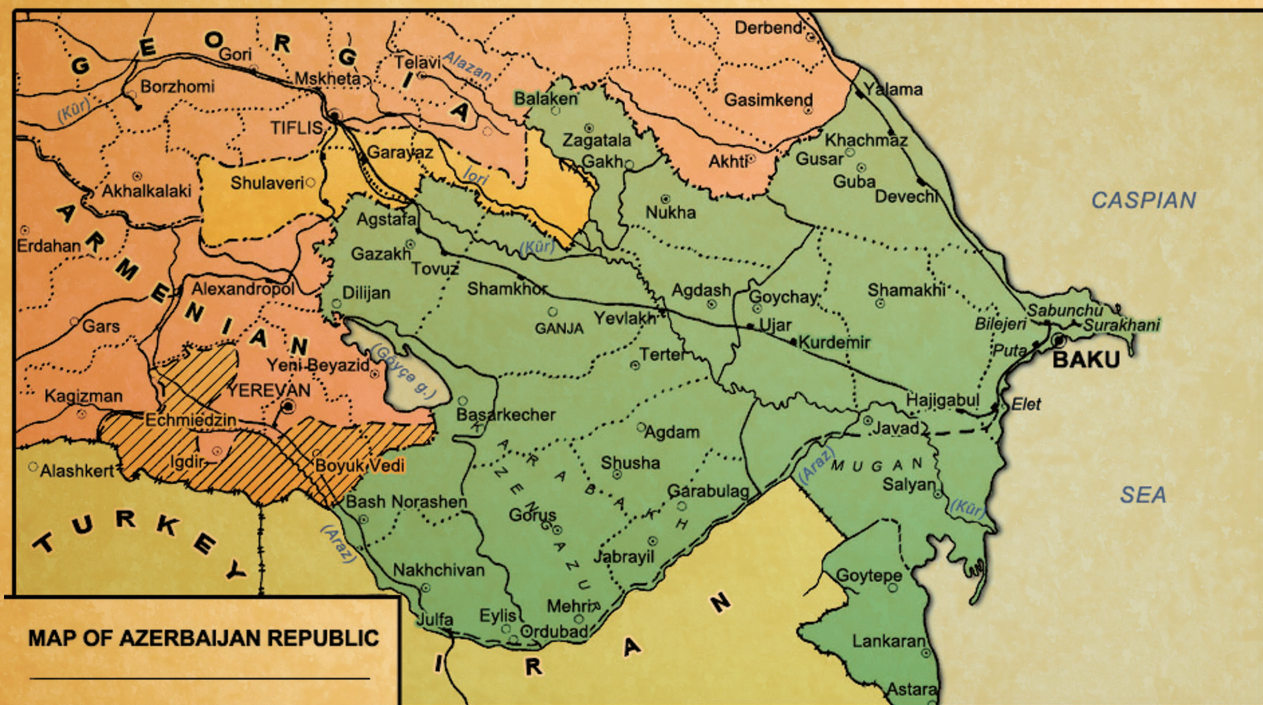 GEORGIA
Derbend
Gori
Telavi
Alazan
Mskheta
Borzhomi
(Kür)
Balaken
Gasimkend
Yalama
TIFLIS
Zagatala
Khachmaz
Garayaz
Gakh
Akhti
Gusar
Iori
Guba
Shulaveri
Akhalkalaki
Devechi
CASPIAN
Nukha
Agstafa
ARMENIAN
Erdahan
(Kür)
Gazakh
Tovuz
Alexandropol
Dilijan
Shamkhor
Agdash
Goychay
Shamakhi
Sabunchu
Gars
GANJA
Yevlakh
Ujar
Bilejeri
Surakhani
Kurdemir
Puta
BAKU
(Göyçə g.)
Terter
Yeni-Beyazid
Kagizman
YEREVAN
Hajigabul
Elet
Echmiedzin
Basarkecher
Javad
KARABAKH
Agdam
Igdir
Boyuk Vedi
(Araz)
MUGAN
Alashkert
Shusha
Salyan
ZENGAZUR
Garabulag
Bash Norashen
(Kür)
TURKEY
Gorus
(Araz)
Jabrayil
Nakhchivan
Goytepe
Mehri
Julfa
Eylis
Ordubad
MAP OF AZERBAIJAN REPUBLIC
Lankaran
IRAN
Astara
SEA